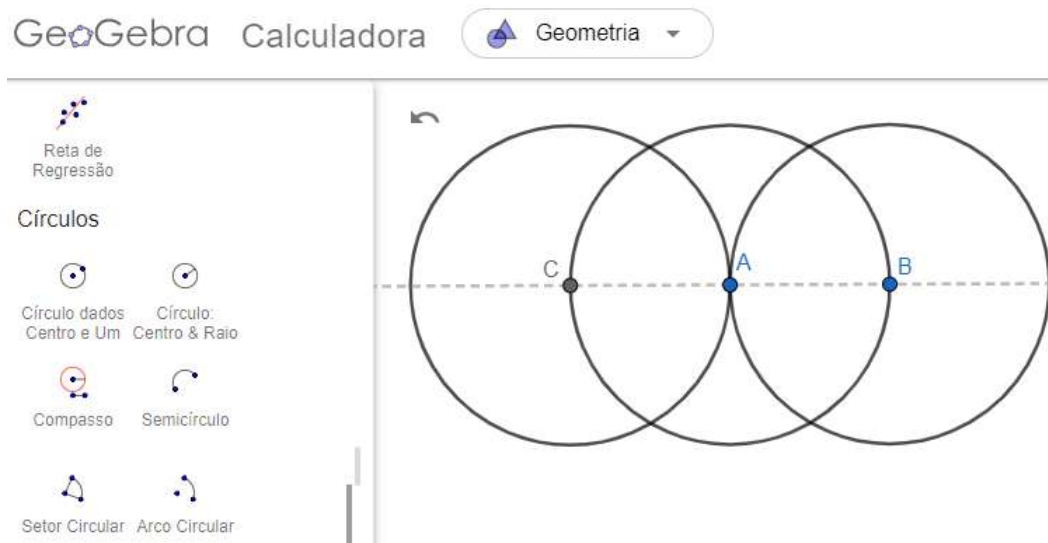 GeoGebra Calculadora Geometria
Reta de
Regressão
Círculos
Círculo dados
Centro e Um
Círculo:
Centro & Raio
Compasso
Semicírculo
Setor Circular
Arco Circular
C
A
B